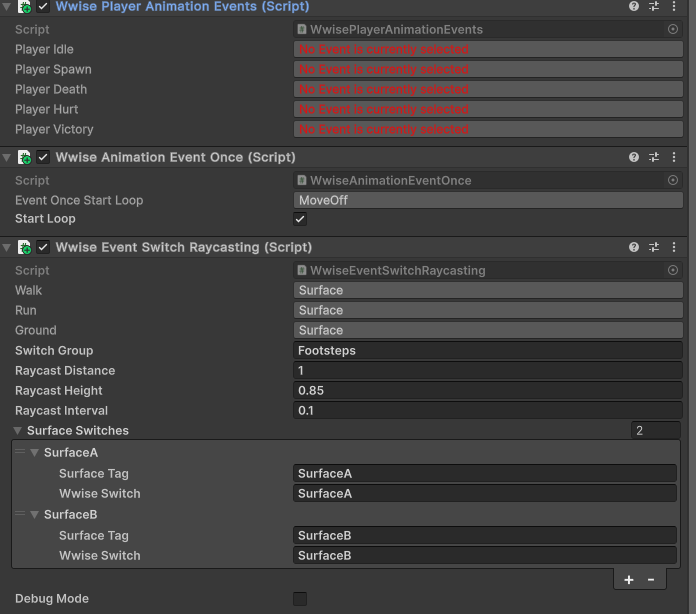 Wwise Player Animation Events (Script)
Script WwisePlayerAnimationEvents
Player Idle No Event is currently selected
Player Spawn No Event is currently selected
Player Death No Event is currently selected
Player Hurt No Event is currently selected
Player Victory No Event is currently selected
Wwise Animation Event Once (Script)
Script WwiseAnimationEventOnce
Event Once Start Loop MoveOff
Start Loop
Wwise Event Switch Raycasting (Script)
Script WwiseEventSwitchRaycasting
Walk Surface
Run Surface
Ground Surface
Switch Group Footsteps
Raycast Distance 1
Raycast Height 0.85
Raycast Interval 0.1
Surface Switches 2
SurfaceA
Surface Tag SurfaceA
Wwise Switch SurfaceA
SurfaceB
Surface Tag SurfaceB
Wwise Switch SurfaceB
+ -
Debug Mode